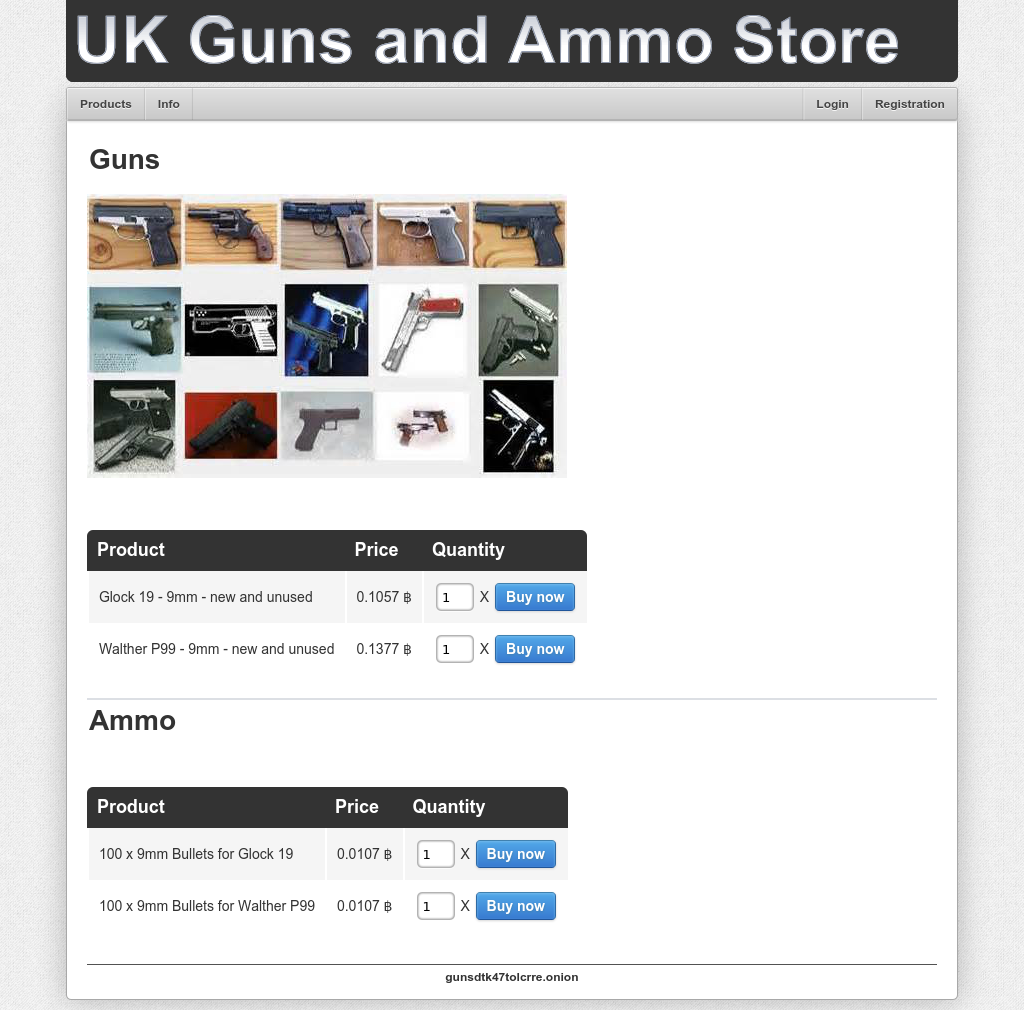 UK Guns and Ammo Store
Products Info Login Registration
Guns
Product Price Quantity
Glock 19 - 9mm - new and unused 0.1057 ฿ 1 X Buy now
Walther P99 - 9mm - new and unused 0.1377 ฿ 1 X Buy now
Ammo
Product Price Quantity
100 x 9mm Bullets for Glock 19 0.0107 ฿ 1 X Buy now
100 x 9mm Bullets for Walther P99 0.0107 ฿ 1 X Buy now
gunsdtk47tolcrre.onion